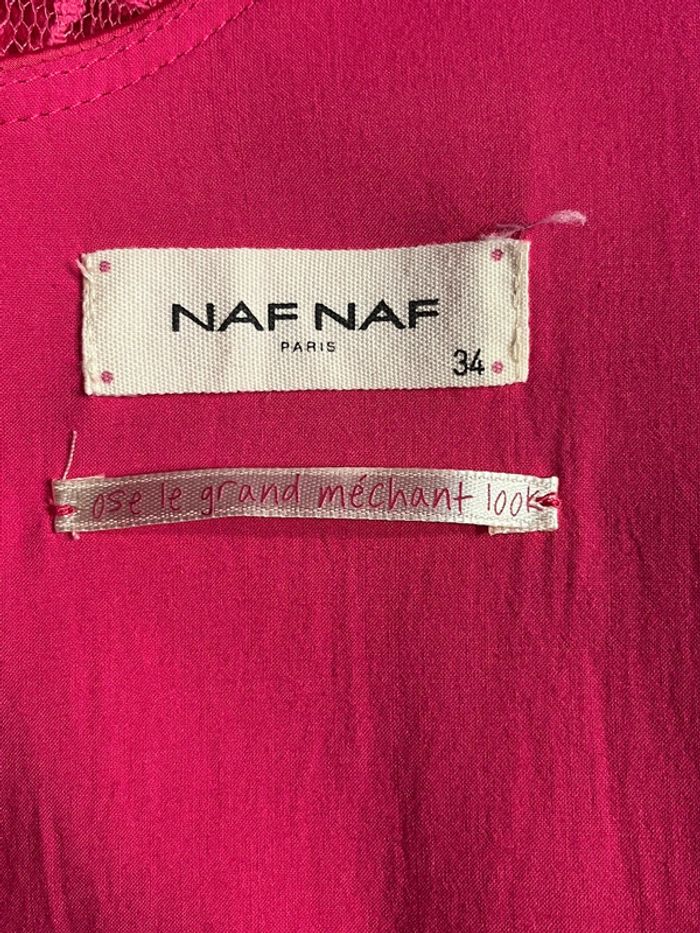 NAF NAF
PARIS
34
ose le grand méchant look